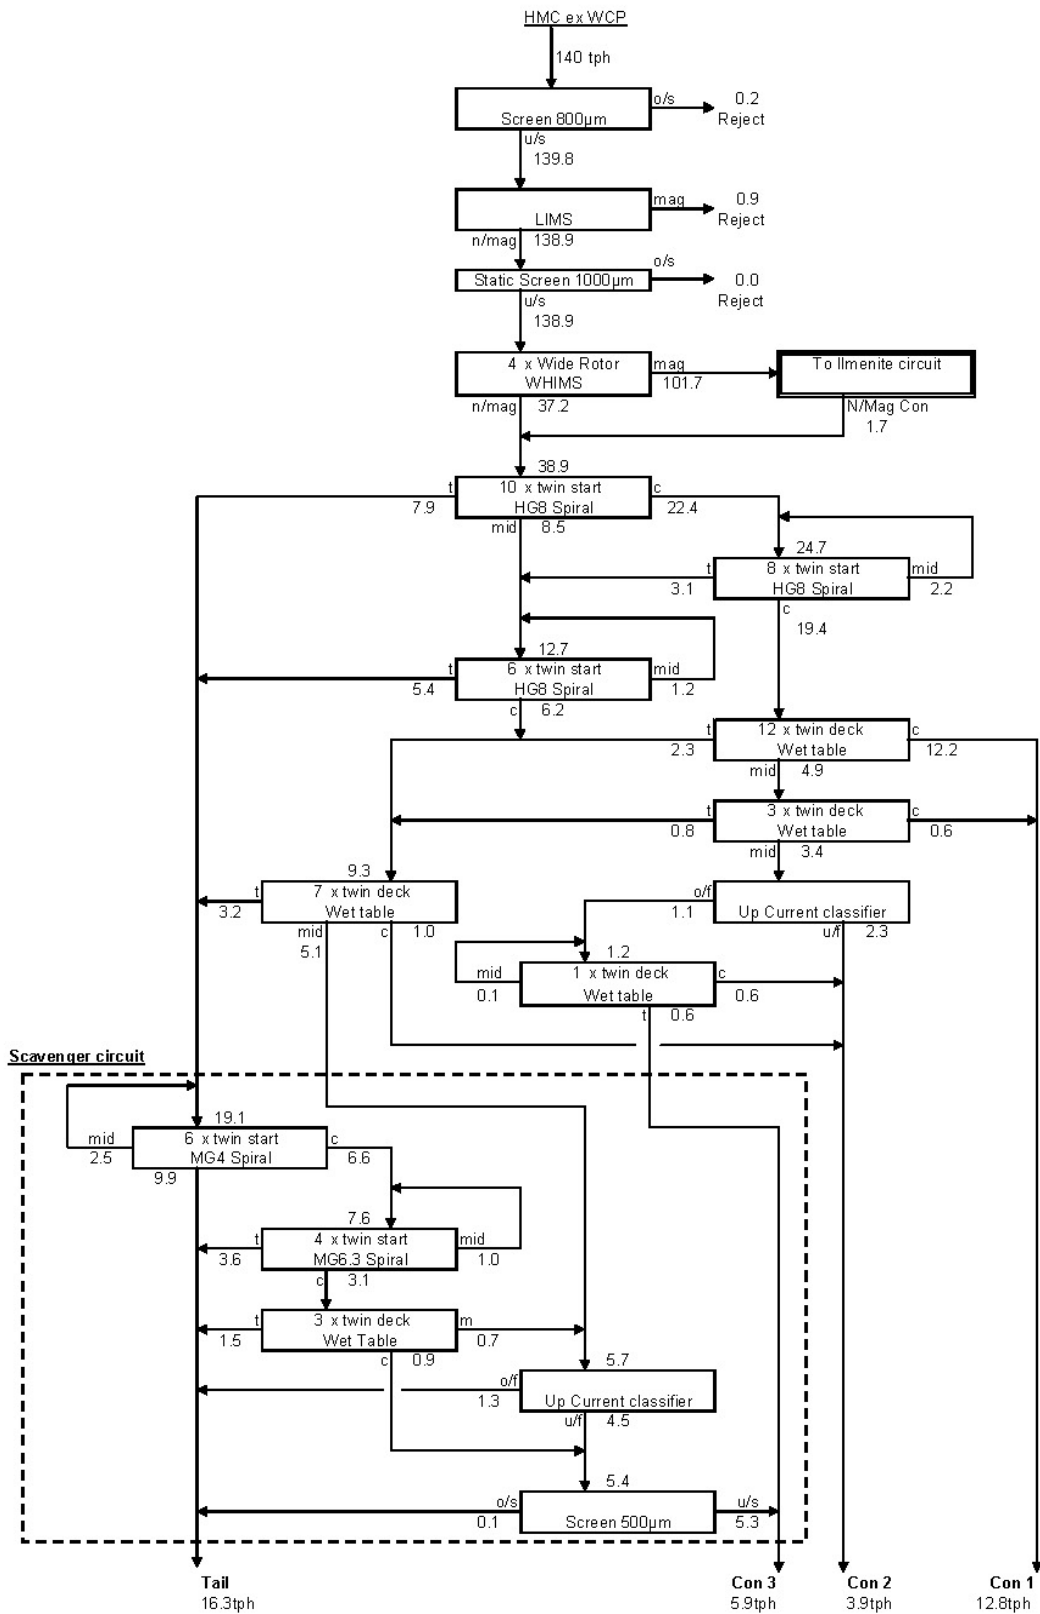 HMC ex WCP
140 tph
o/s 0.2
Reject
Screen 800µm
u/s
139.8
mag 0.9
Reject
LIMS
n/mag 138.9
o/s
Static Screen 1000µm 0.0
Reject
u/s
138.9
4 x Wide Rotor
WHIMS
mag
101.7
To Ilmenite circuit
n/mag 37.2
N/Mag Con
1.7
38.9
10 x twin start
HG8 Spiral
t
7.9
c
22.4
mid 8.5
24.7
8 x twin start
HG8 Spiral
t
3.1
mid
2.2
c
19.4
12.7
6 x twin start
HG8 Spiral
t
5.4
mid
1.2
c 6.2
12 x twin deck
Wet table
t
2.3
c
12.2
mid 4.9
3 x twin deck
Wet table
t
0.8
c
0.6
mid 3.4
9.3
7 x twin deck
Wet table
t
3.2
mid
5.1
c 1.0
o/f
1.1
Up Current classifier
u/f 2.3
1.2
1 x twin deck
Wet table
mid
0.1
c
0.6
t 0.6
Scavenger circuit
19.1
6 x twin start
MG4 Spiral
mid
2.5
c
6.6
9.9
7.6
4 x twin start
MG6.3 Spiral
t
3.6
mid
1.0
c 3.1
3 x twin deck
Wet Table
t
1.5
m
0.7
c 0.9
5.7
o/f
1.3
Up Current classifier
u/f 4.5
5.4
o/s
0.1
Screen 500µm
u/s
5.3
Tail
16.3tph
Con 3
5.9tph
Con 2
3.9tph
Con 1
12.8tph